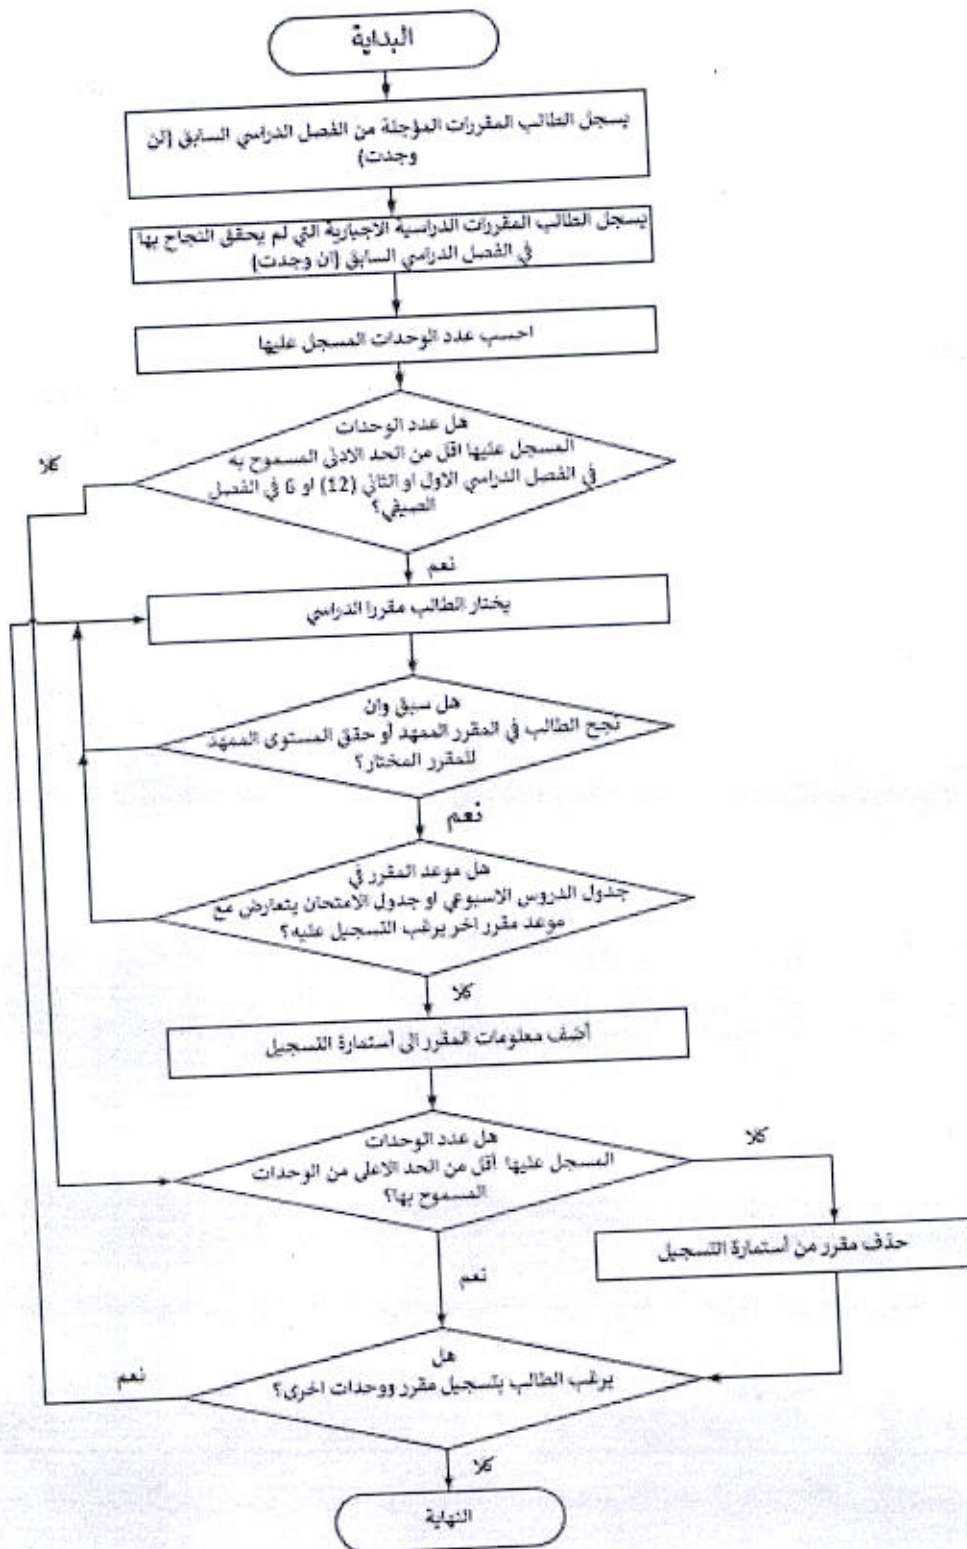 البداية
يسجل الطالب المقررات المؤجلة من الفصل الدراسي السابق (ان
وجدت)
يسجل الطالب المقررات الدراسية الاجبارية التي لم يحقق النجاح بها
في الفصل الدراسي السابق (ان وجدت)
احسب عدد الوحدات المسجل عليها
هل عدد الوحدات
المسجل عليها اقل من الحد الادنى المسموح به
في الفصل الدراسي الاول او الثاني (12) او 6 في الفصل
الصيفي؟
كلا
نعم
يختار الطالب مقررا الدراسي
هل سبق وان
نجح الطالب في المقرر الممهد أو حقق المستوى الممهد
للمقرر المختار؟
نعم
هل موعد المقرر في
جدول الدروس الاسبوعي او جدول الامتحان يتعارض مع
موعد مقرر اخر يرغب التسجيل عليه؟
كلا
أضف معلومات المقرر الى أستمارة التسجيل
هل عدد الوحدات
المسجل عليها أقل من الحد الاعلى من الوحدات
المسموح بها؟
كلا
حذف مقرر من أستمارة التسجيل
نعم
هل
يرغب الطالب بتسجيل مقرر ووحدات اخرى؟
نعم
كلا
النهاية